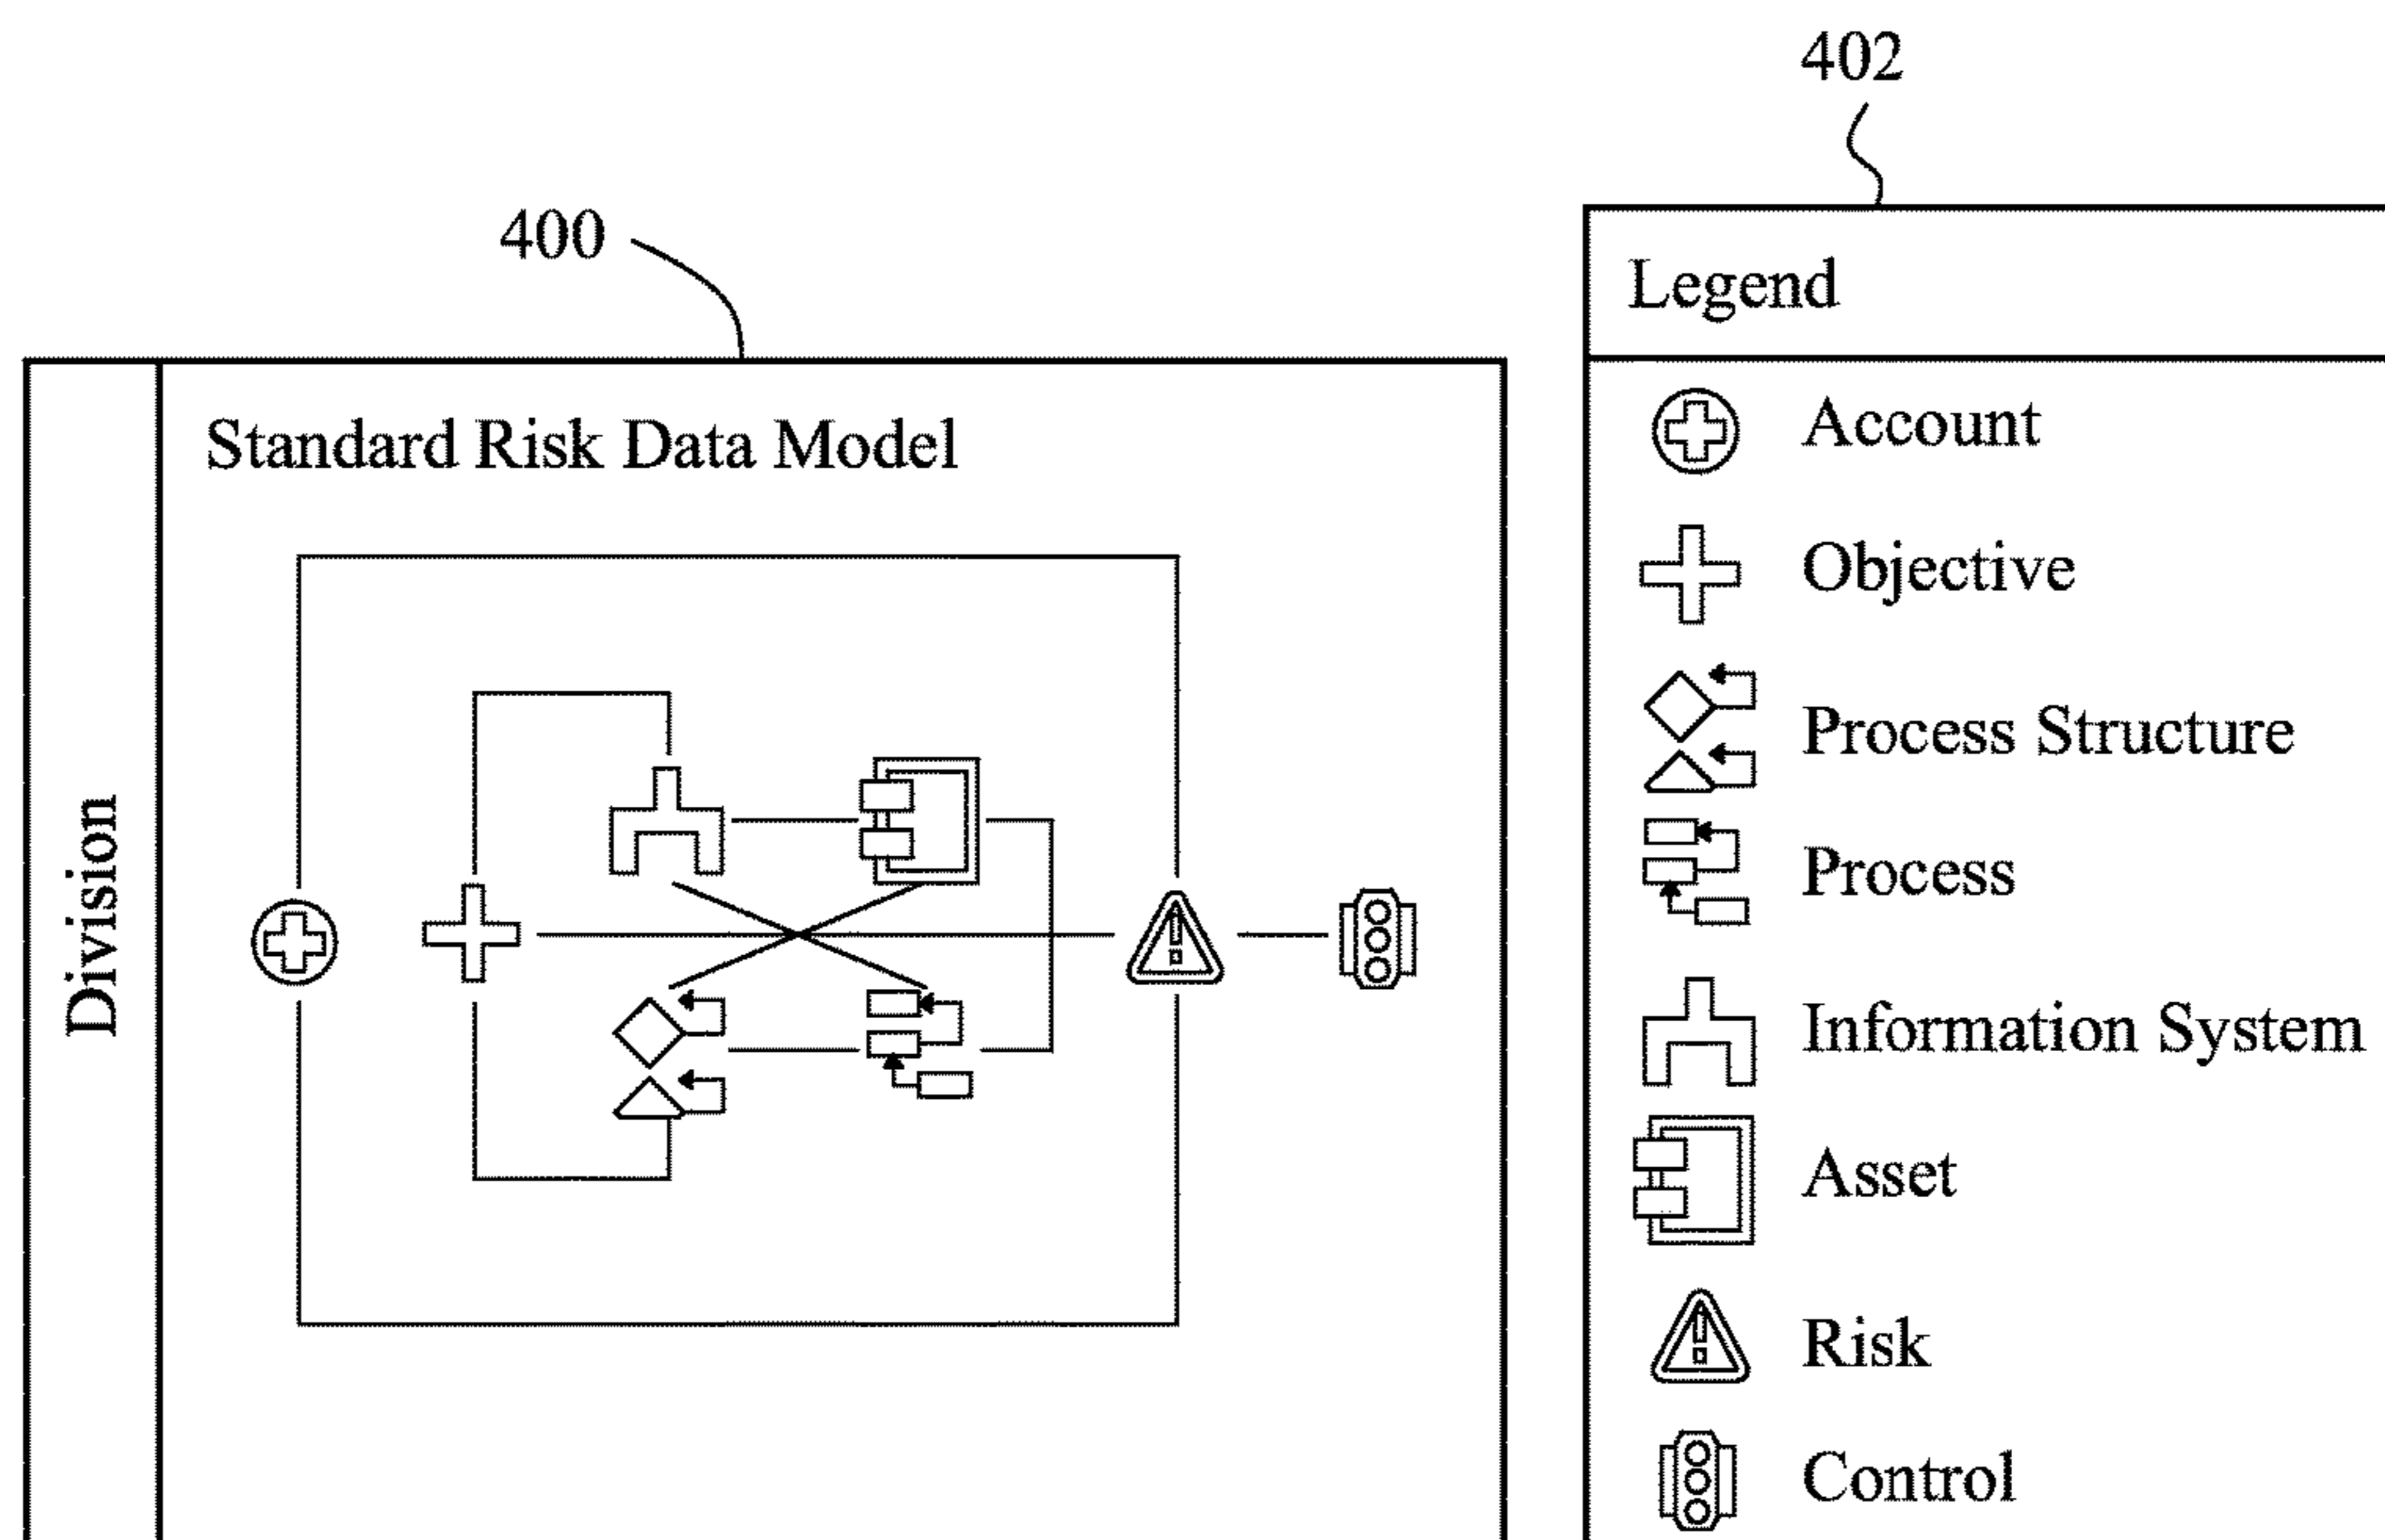 402
400
Legend
Standard Risk Data Model
Division
Account
Objective
Process Structure
Process
Information System
Asset
Risk
Control